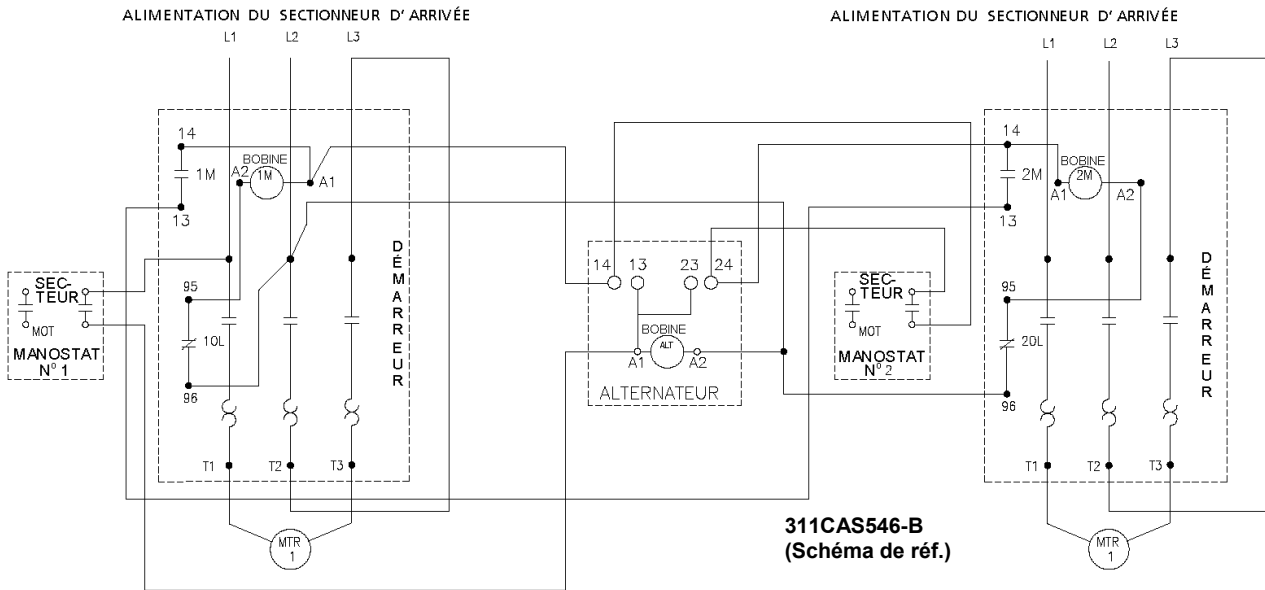 ALIMENTATION DU SECTIONNEUR D' ARRIVÉE
L1 L2 L3
14
BOBINE
1M
A2
1M
A1
13
DÉMARREUR
SEC-
TEUR
MOT
MANOSTAT
N° 1
95
10L
96
T1 T2 T3
MTR
1
14 13 23 24
BOBINE
ALT
A1 A2
ALTERNATEUR
SEC-
TEUR
MOT
MANOSTAT
N° 2
311CAS546-B
(Schéma de réf.)
ALIMENTATION DU SECTIONNEUR D' ARRIVÉE
L1 L2 L3
14
BOBINE
2M
2M
A1 A2
13
DÉMARREUR
95
20L
96
T1 T2 T3
MTR
1